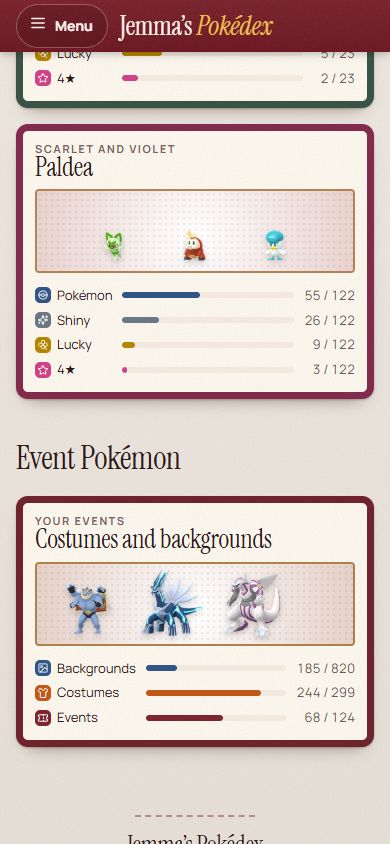 Menu
Jemma's Pokédex
Lucky 5 / 23
4★ 2 / 23
SCARLET AND VIOLET
Paldea
Pokémon 55 / 122
Shiny 26 / 122
Lucky 9 / 122
4★ 3 / 122
Event Pokémon
YOUR EVENTS
Costumes and backgrounds
Backgrounds 185 / 820
Costumes 244 / 299
Events 68 / 124
Jemma's Pokédex